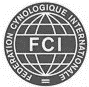 FEDERATION CYNOLOGIQUE INTERNATIONALE
FCI